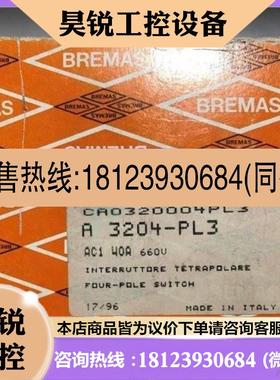 昊锐工控设备
BREMAS
BREMAS
BREMAS
售热线:18123930684(同
CA0320004PL3
A 3204-PL3
AC1 40A 660V
INTERRUTTORE TETRAPOLARE
FOUR-POLE SWITCH
17/96
MADE IN ITALY
本店商品皆为议价下单请咨询客服
咨询热线:18123930684 (微
锐
控